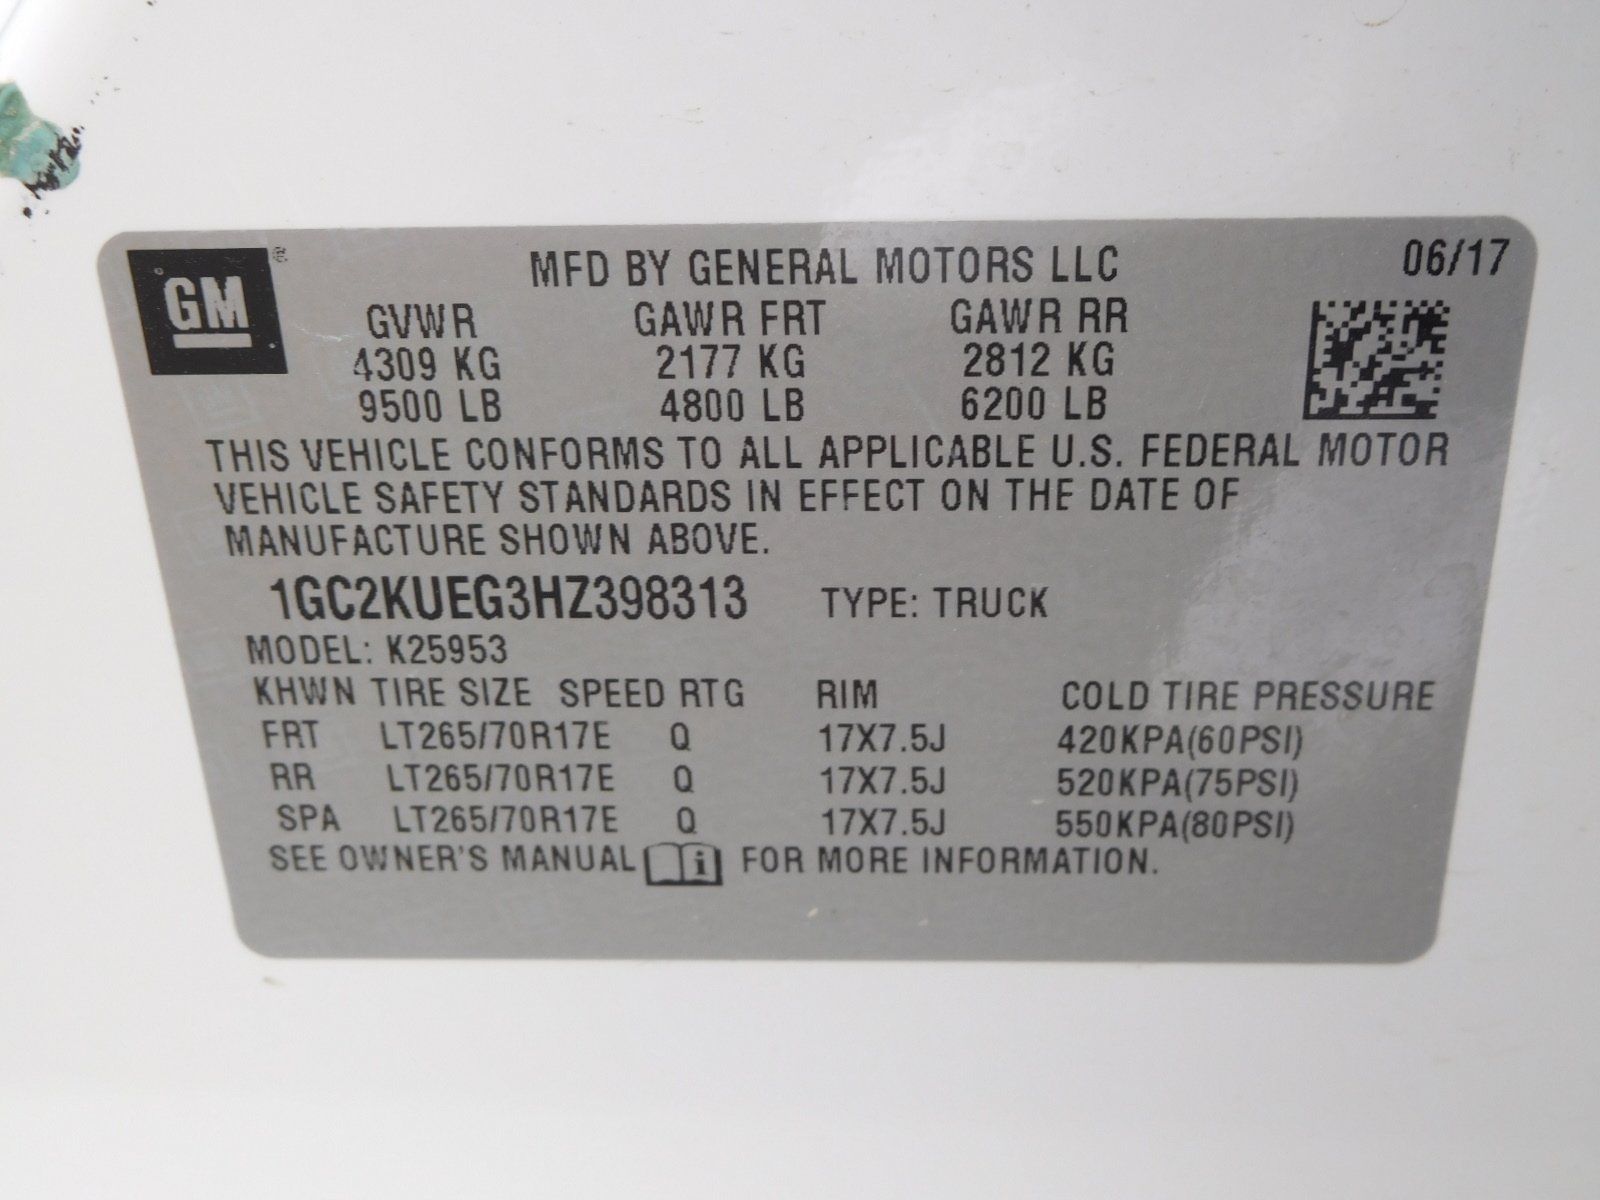 GM ®
MFD BY GENERAL MOTORS LLC 06/17
GVWR GAWR FRT GAWR RR
4309 KG 2177 KG 2812 KG
9500 LB 4800 LB 6200 LB
THIS VEHICLE CONFORMS TO ALL APPLICABLE U.S. FEDERAL MOTOR
VEHICLE SAFETY STANDARDS IN EFFECT ON THE DATE OF
MANUFACTURE SHOWN ABOVE.
1GC2KUEG3HZ398313 TYPE: TRUCK
MODEL: K25953
KHWN TIRE SIZE SPEED RTG RIM COLD TIRE PRESSURE
FRT LT265/70R17E Q 17X7.5J 420KPA(60PSI)
RR LT265/70R17E Q 17X7.5J 520KPA(75PSI)
SPA LT265/70R17E Q 17X7.5J 550KPA(80PSI)
SEE OWNER'S MANUAL i FOR MORE INFORMATION.